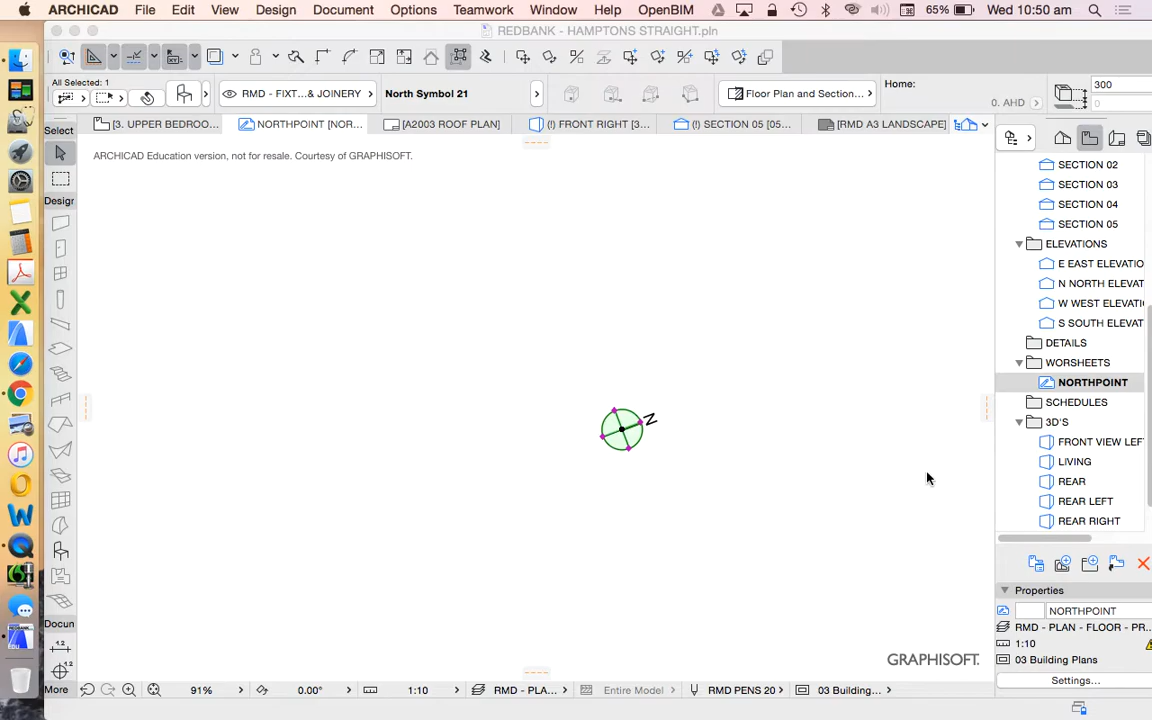 ARCHICAD File Edit View Design Document Options Teamwork Window Help OpenBIM 65% Wed 10:50 am
REDBANK - HAMPTONS STRAIGHT.pln
All Selected: 1
RMD - FIXT...& JOINERY
North Symbol 21
Floor Plan and Section...
Home:
0. AHD
300
0
Select
[3. UPPER BEDROO...
NORTHPOINT [NOR...
[A2003 ROOF PLAN]
(!) FRONT RIGHT [3...
(!) SECTION 05 [05...
[RMD A3 LANDSCAPE]
ARCHICAD Education version, not for resale. Courtesy of GRAPHISOFT.
Design
N
SECTION 02
SECTION 03
SECTION 04
SECTION 05
ELEVATIONS
E EAST ELEVATIO
N NORTH ELEVAT
W WEST ELEVATI
S SOUTH ELEVAT
DETAILS
WORSHEETS
NORTHPOINT
SCHEDULES
3D'S
FRONT VIEW LEF
LIVING
REAR
REAR LEFT
REAR RIGHT
Properties
NORTHPOINT
RMD - PLAN - FLOOR - PR...
1:10
03 Building Plans
Settings...
Docun
1.2
1.2
More
GRAPHISOFT.
91%
0.00°
1:10
RMD - PLA...
Entire Model
RMD PENS 20
03 Building...